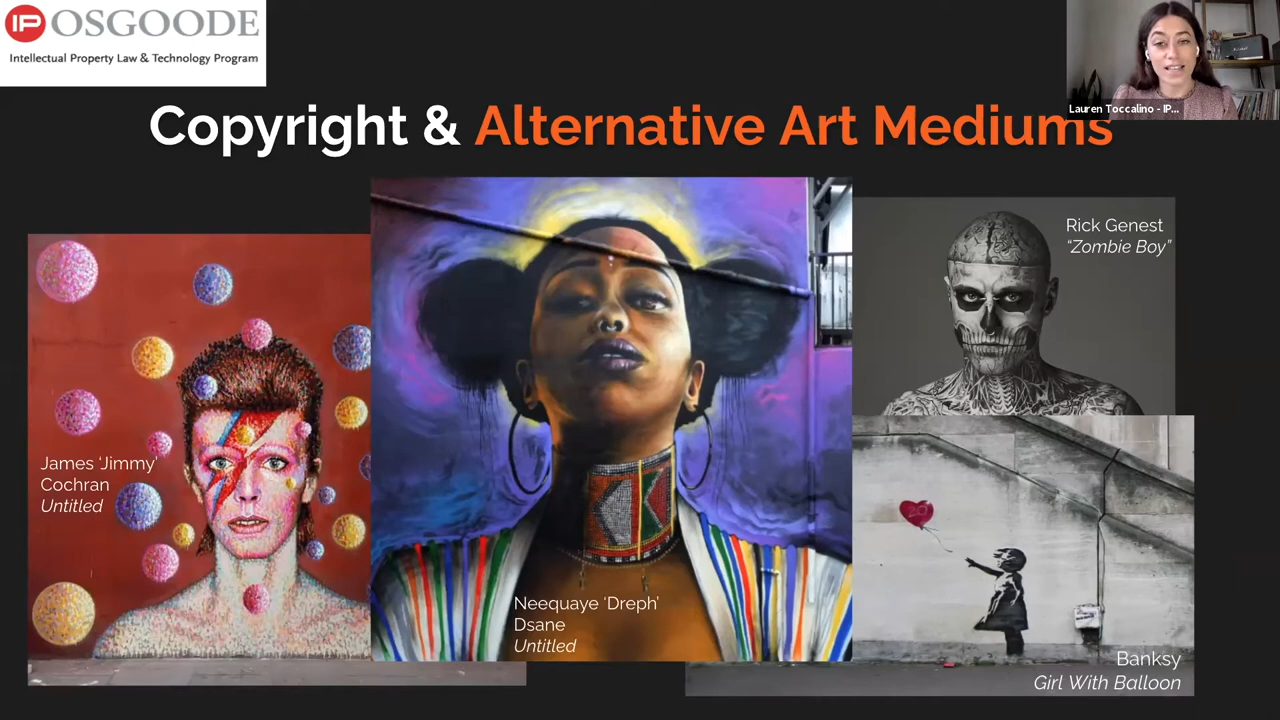 IP OSGOODE
Intellectual Property Law & Technology Program
Lauren Toccalino - IP...
Copyright & Alternative Art Mediums
Rick Genest
“Zombie Boy”
James ‘Jimmy’
Cochran
Untitled
Neequaye ‘Dreph’
Dsane
Untitled
Banksy
Girl With Balloon